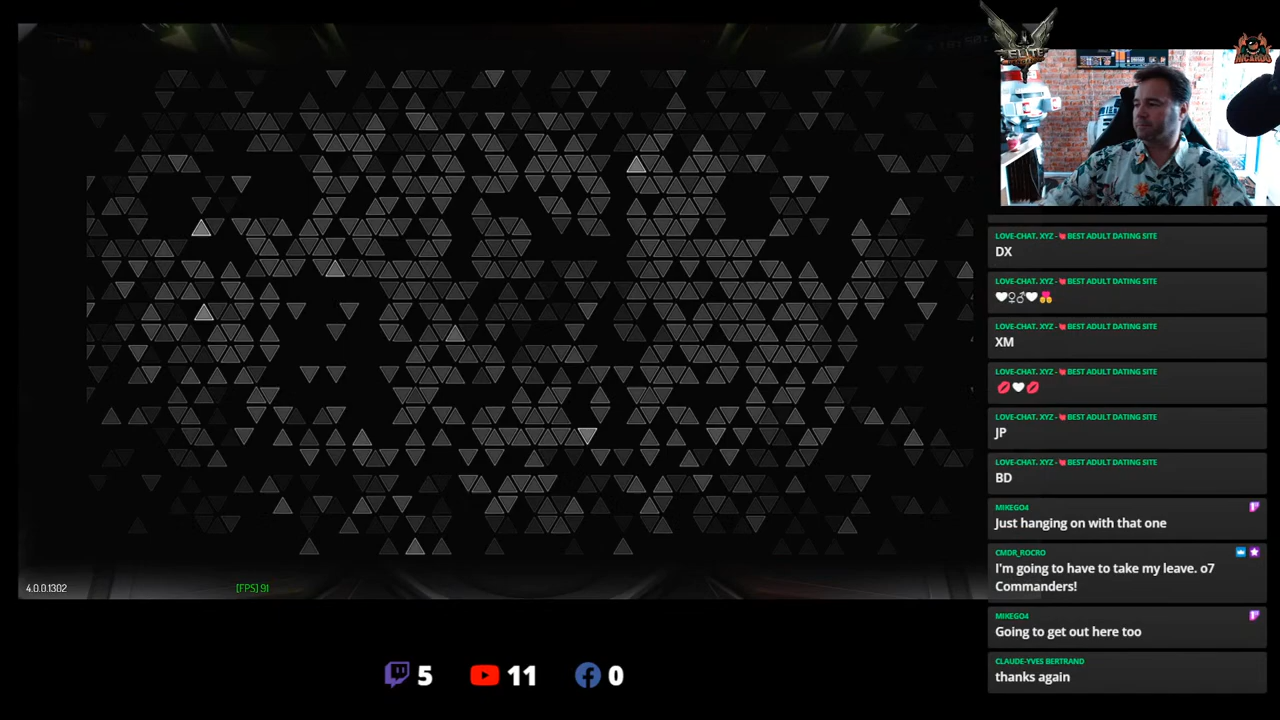 ELITE
RICARDO
LOVE-CHAT. XYZ - 💘BEST ADULT DATING SITE
DX
LOVE-CHAT. XYZ - 💘BEST ADULT DATING SITE
LOVE-CHAT. XYZ - 💘BEST ADULT DATING SITE
XM
LOVE-CHAT. XYZ - 💘BEST ADULT DATING SITE
LOVE-CHAT. XYZ - 💘BEST ADULT DATING SITE
JP
LOVE-CHAT. XYZ - 💘BEST ADULT DATING SITE
BD
MIKEGO4
Just hanging on with that one
CMDR_ROCRO
I'm going to have to take my leave. o7
Commanders!
MIKEGO4
Going to get out here too
CLAUDE-YVES BERTRAND
thanks again
4.0.0.1302
[FPS] 91
5
11
0